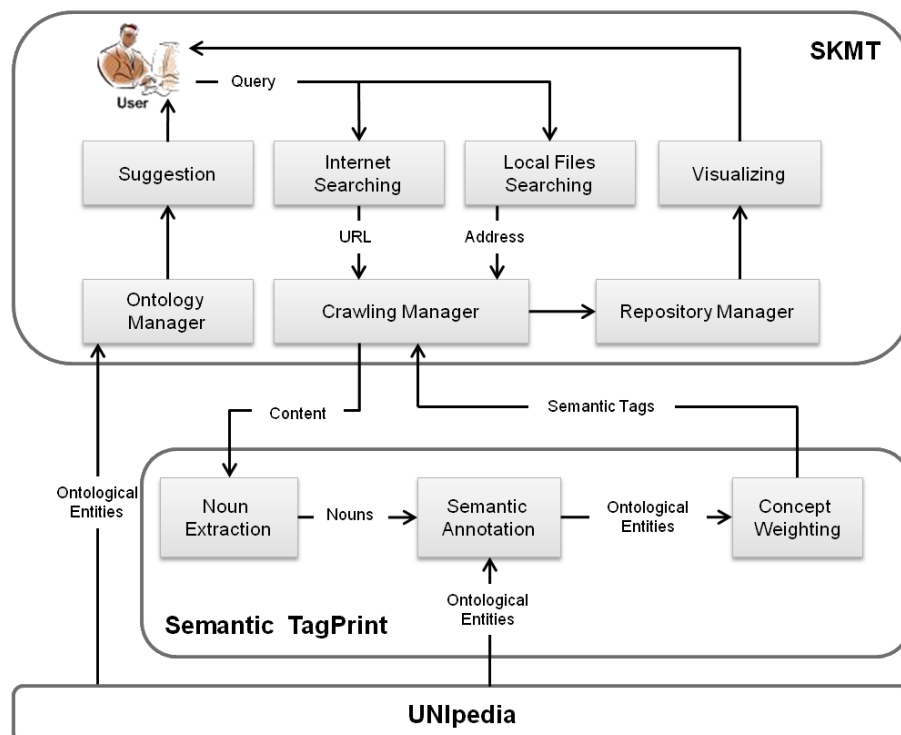 SKMT
User
Query
Suggestion
Internet
Searching
Local Files
Searching
Visualizing
URL
Address
Ontology
Manager
Crawling Manager
Repository Manager
Content
Semantic Tags
Ontological
Entities
Noun
Extraction
Nouns
Semantic
Annotation
Ontological
Entities
Concept
Weighting
Ontological
Entities
Semantic TagPrint
UNIpedia